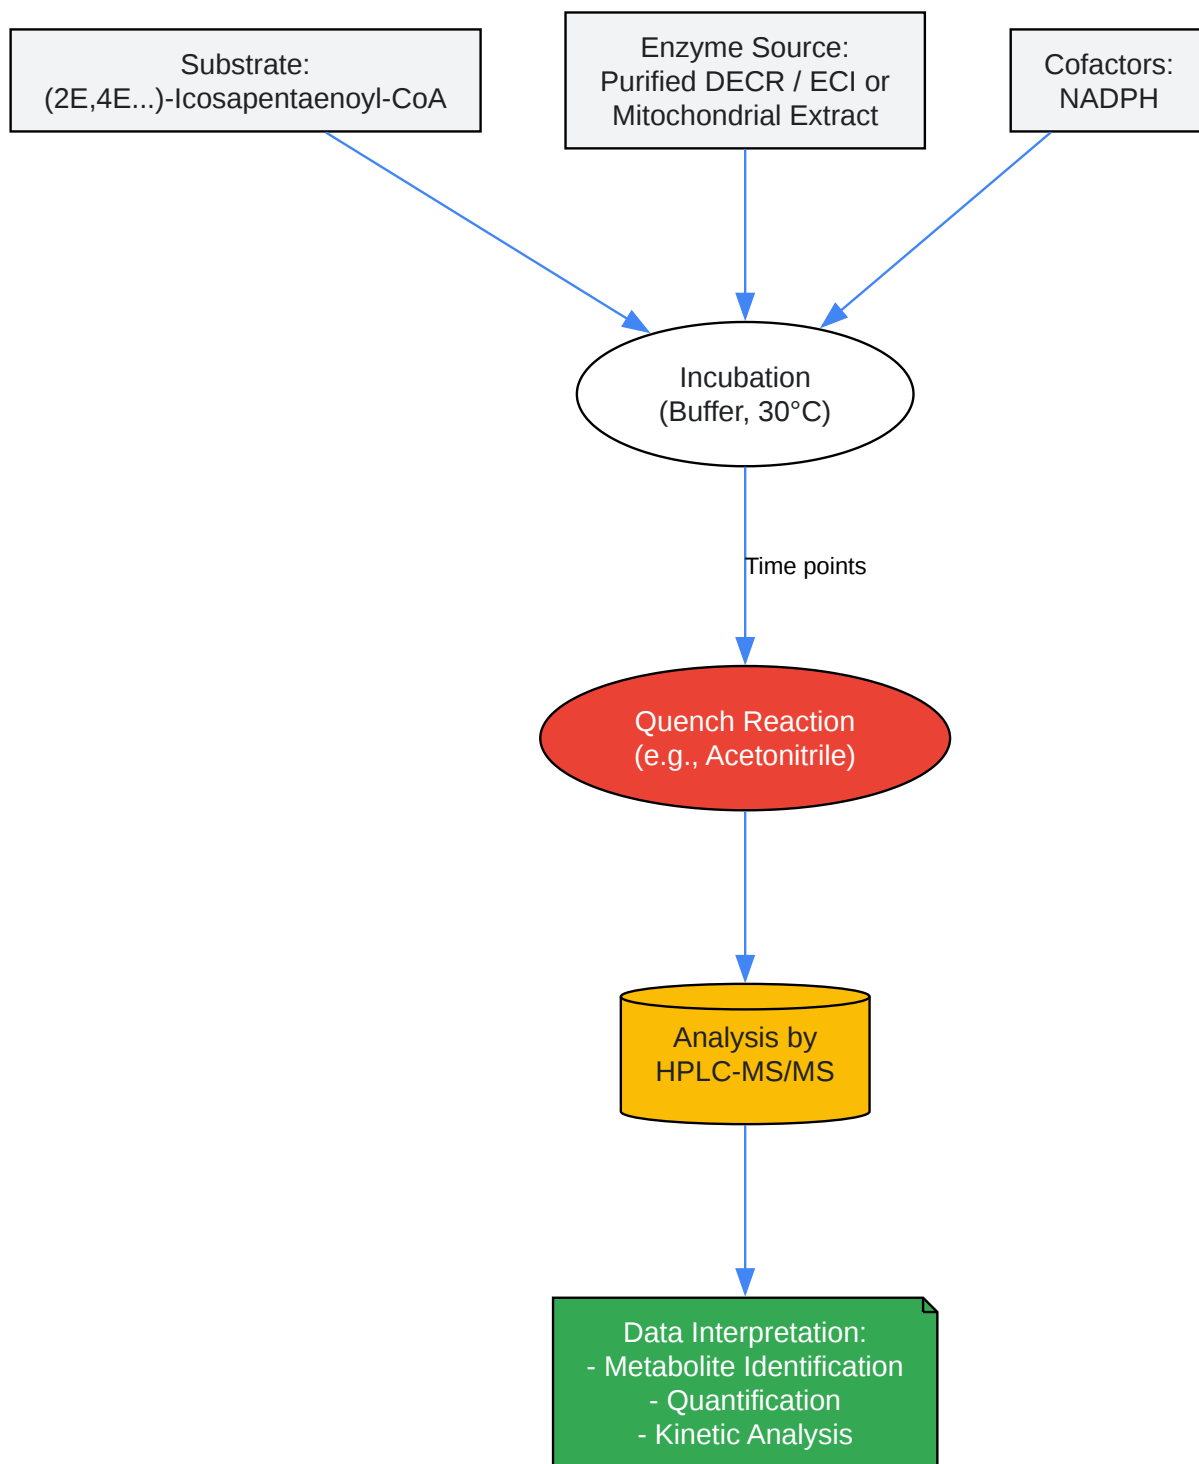 Substrate:
(2E,4E...)-Icosapentaenoyl-CoA
Enzyme Source:
Purified DECR / ECI or
Mitochondrial Extract
Cofactors:
NADPH
Incubation
(Buffer, 30°C)
Time points
Quench Reaction
(e.g., Acetonitrile)
Analysis by
HPLC-MS/MS
Data Interpretation:
- Metabolite Identification
- Quantification
- Kinetic Analysis